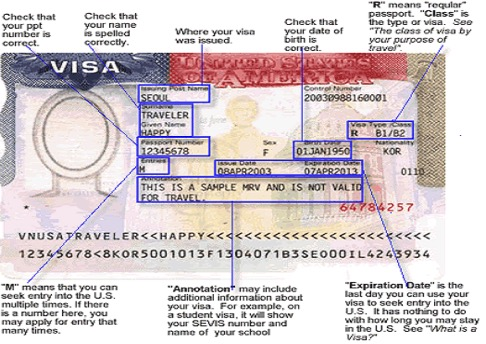 Check that your ppt number is correct.
Check that your name is spelled correctly.
Where your visa was issued.
Check that your date of birth is correct.
"R" means "regular" passport. "Class" is the type or visa. See "The class of visa by your purpose of travel".
VISA
UNITED STATES
OF AMERICA
Issuing Post Name
SEOUL
Control Number
20030988160001
Surname
TRAVELER
Given Name
HAPPY
Visa Type /Class
R B1/B2
Passport Number
12345678
Sex
F
Birth Date
01JAN1950
Nationality
KOR
Entries
M
Issue Date
08APR2003
Expiration Date
07APR2013
0110
Annotation
THIS IS A SAMPLE MRV AND IS NOT VALID
FOR TRAVEL.
*
64784257
VNUSATRAVELER<<HAPPY<<<<<<<<<<<<<<<<<<<<<<<<
12345678<8KOR5001013F1304071B3SE000IL4243934
"M" means that you can seek entry into the U.S. multiple times. If there is a number here, you may apply for entry that many times.
"Annotation" may include additional information about your visa. For example, on a student visa, it will show your SEVIS number and name of your school
"Expiration Date" is the last day you can use your visa to seek entry into the U.S. It has nothing to do with how long you may stay in the U.S. See "What is a Visa?"